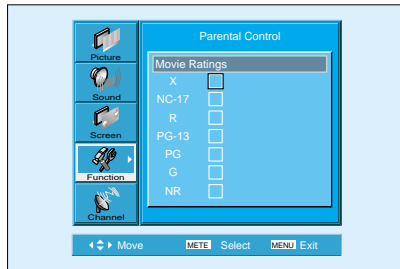 Picture
Sound
Screen
Function
Channel
Parental Control
Movie Ratings
X
NC-17
R
PG-13
PG
G
NR
Move METE Select MENU Exit